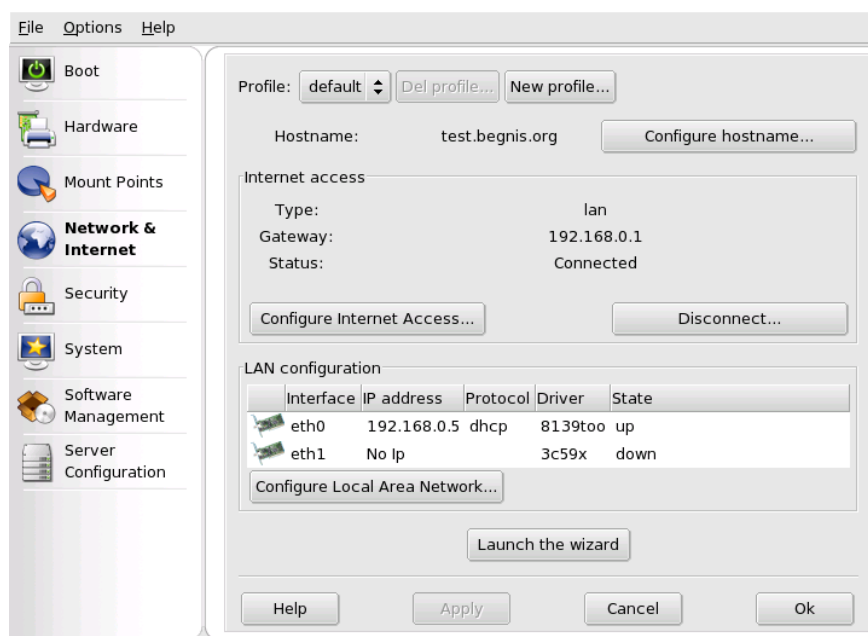 File Options Help
Boot
Hardware
Mount Points
Network &
Internet
Security
System
Software
Management
Server
Configuration
Profile: default Del profile... New profile...
Hostname: test.begnis.org Configure hostname...
Internet access
Type: lan
Gateway: 192.168.0.1
Status: Connected
Configure Internet Access... Disconnect...
LAN configuration
Interface IP address Protocol Driver State
eth0 192.168.0.5 dhcp 8139too up
eth1 No Ip 3c59x down
Configure Local Area Network...
Launch the wizard
Help Apply Cancel Ok